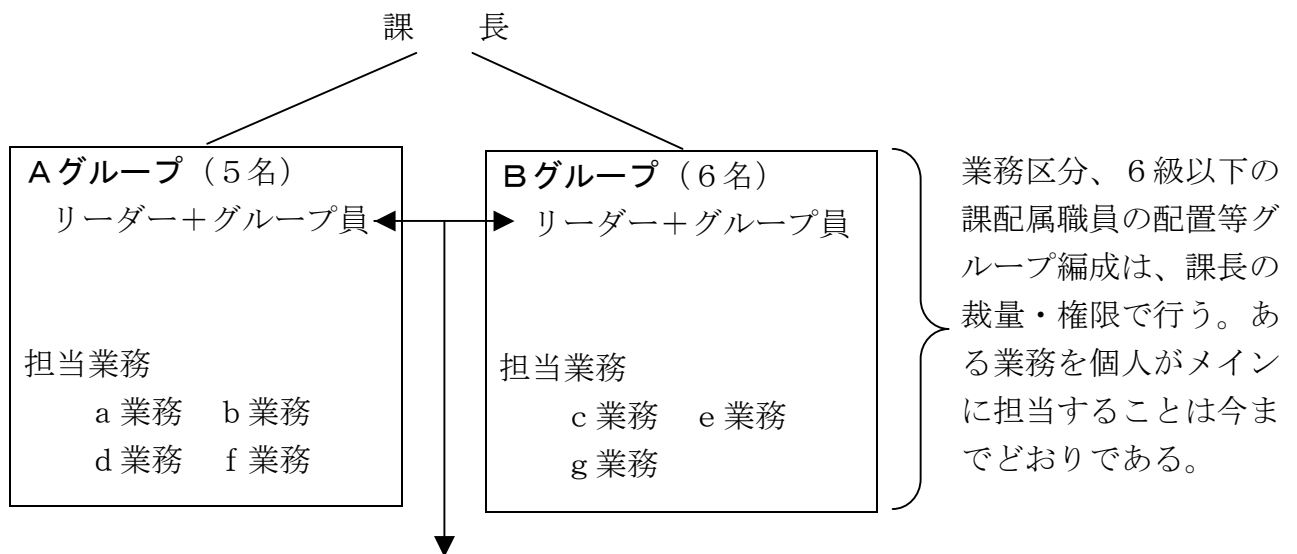 課　長
Ａグループ（５名）
リーダー＋グループ員
担当業務
ａ業務　ｂ業務
ｄ業務　ｆ業務
Ｂグループ（６名）
リーダー＋グループ員
担当業務
ｃ業務　ｅ業務
ｇ業務
業務区分、６級以下の
課配属職員の配置等グ
ループ編成は、課長の
裁量・権限で行う。あ
る業務を個人がメイン
に担当することは今ま
でどおりである。